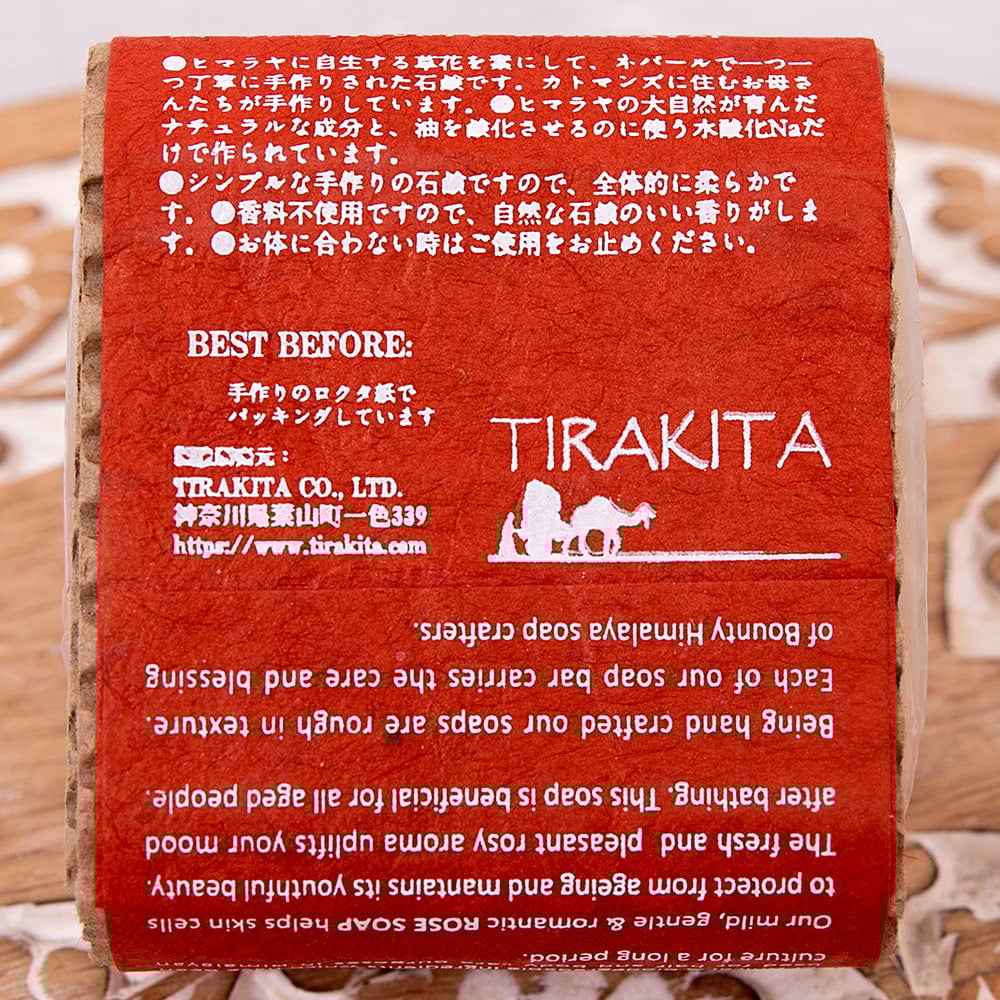 ●ヒマラヤに自生する草花を素にして、ネパールで一つ一
つ丁寧に手作りされた石鹸です。カトマンズに住むお母さ
んたちが手作りしています。●ヒマラヤの大自然が育んだ
ナチュラルな成分と、油を鹸化させるのに使う水酸化Naだ
けで作られています。
●シンプルな手作りの石鹸ですので、全体的に柔らかで
す。●香料不使用ですので、自然な石鹸のいい香りがしま
す。●お体に合わない時はご使用をお止めください。
BEST BEFORE:
手作りのロクタ紙で
パッキングしています
元：
TIRAKITA CO., LTD.
神奈川県葉山町一色339
https://www.tirakita.com
TIRAKITA
culture for a long period.
Our mild, gentle & romantic ROSE SOAP helps skin cells
to protect from ageing and mantains its youthful beauty.
The fresh and pleasant rosy aroma uplifts your mood
after bathing. This soap is beneficial for all aged people.
Being hand crafted our soaps are rough in texture.
Each of our soap bar carries the care and blessing
of Bounty Himalaya soap crafters.